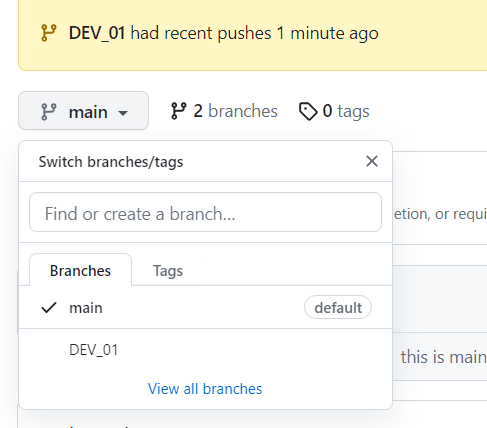 DEV_01 had recent pushes 1 minute ago
main 2 branches 0 tags
Switch branches/tags
Find or create a branch...
etion, or requi
Branches Tags
main default
DEV_01
this is main
View all branches